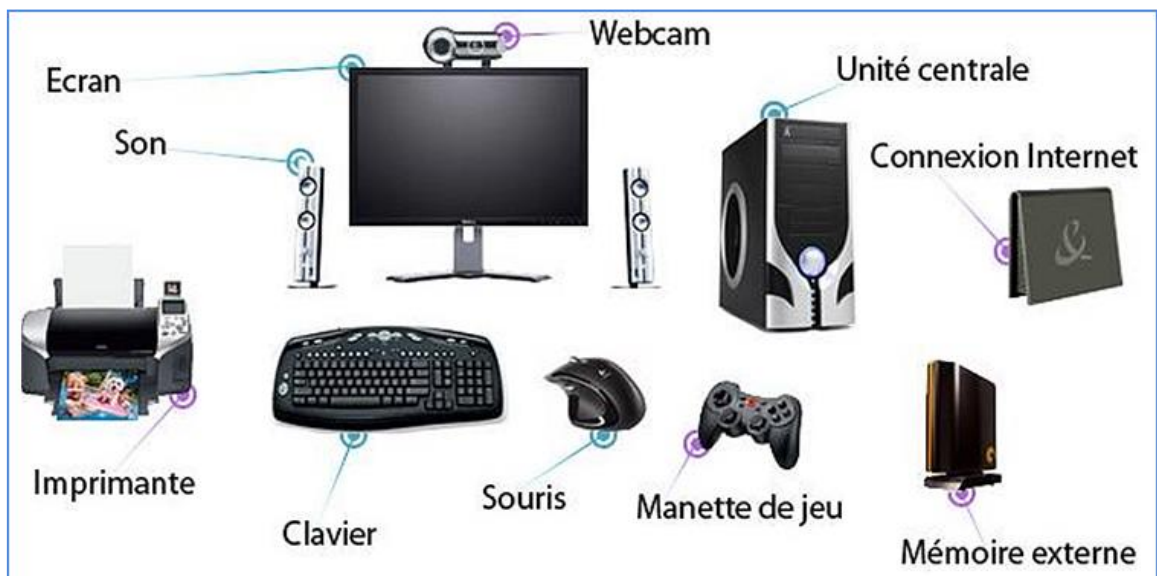 Webcam
Ecran
Unité centrale
Son
Connexion Internet
Imprimante
Souris
Manette de jeu
Clavier
Mémoire externe